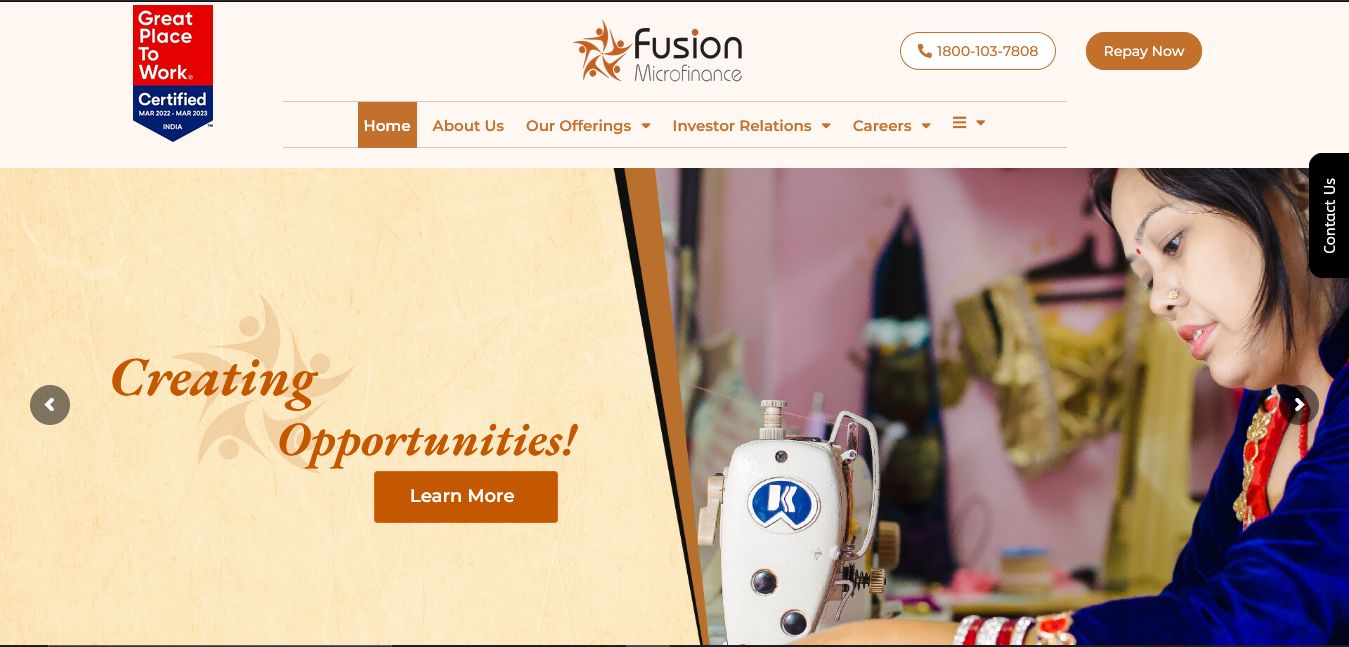 Great
Place
To
Work®
Certified
MAR 2022 - MAR 2023
INDIA
™
Fusion
Microfinance
1800-103-7808
Repay Now
Home
About Us
Our Offerings
Investor Relations
Careers
Contact Us
Creating
Opportunities!
Learn More
K